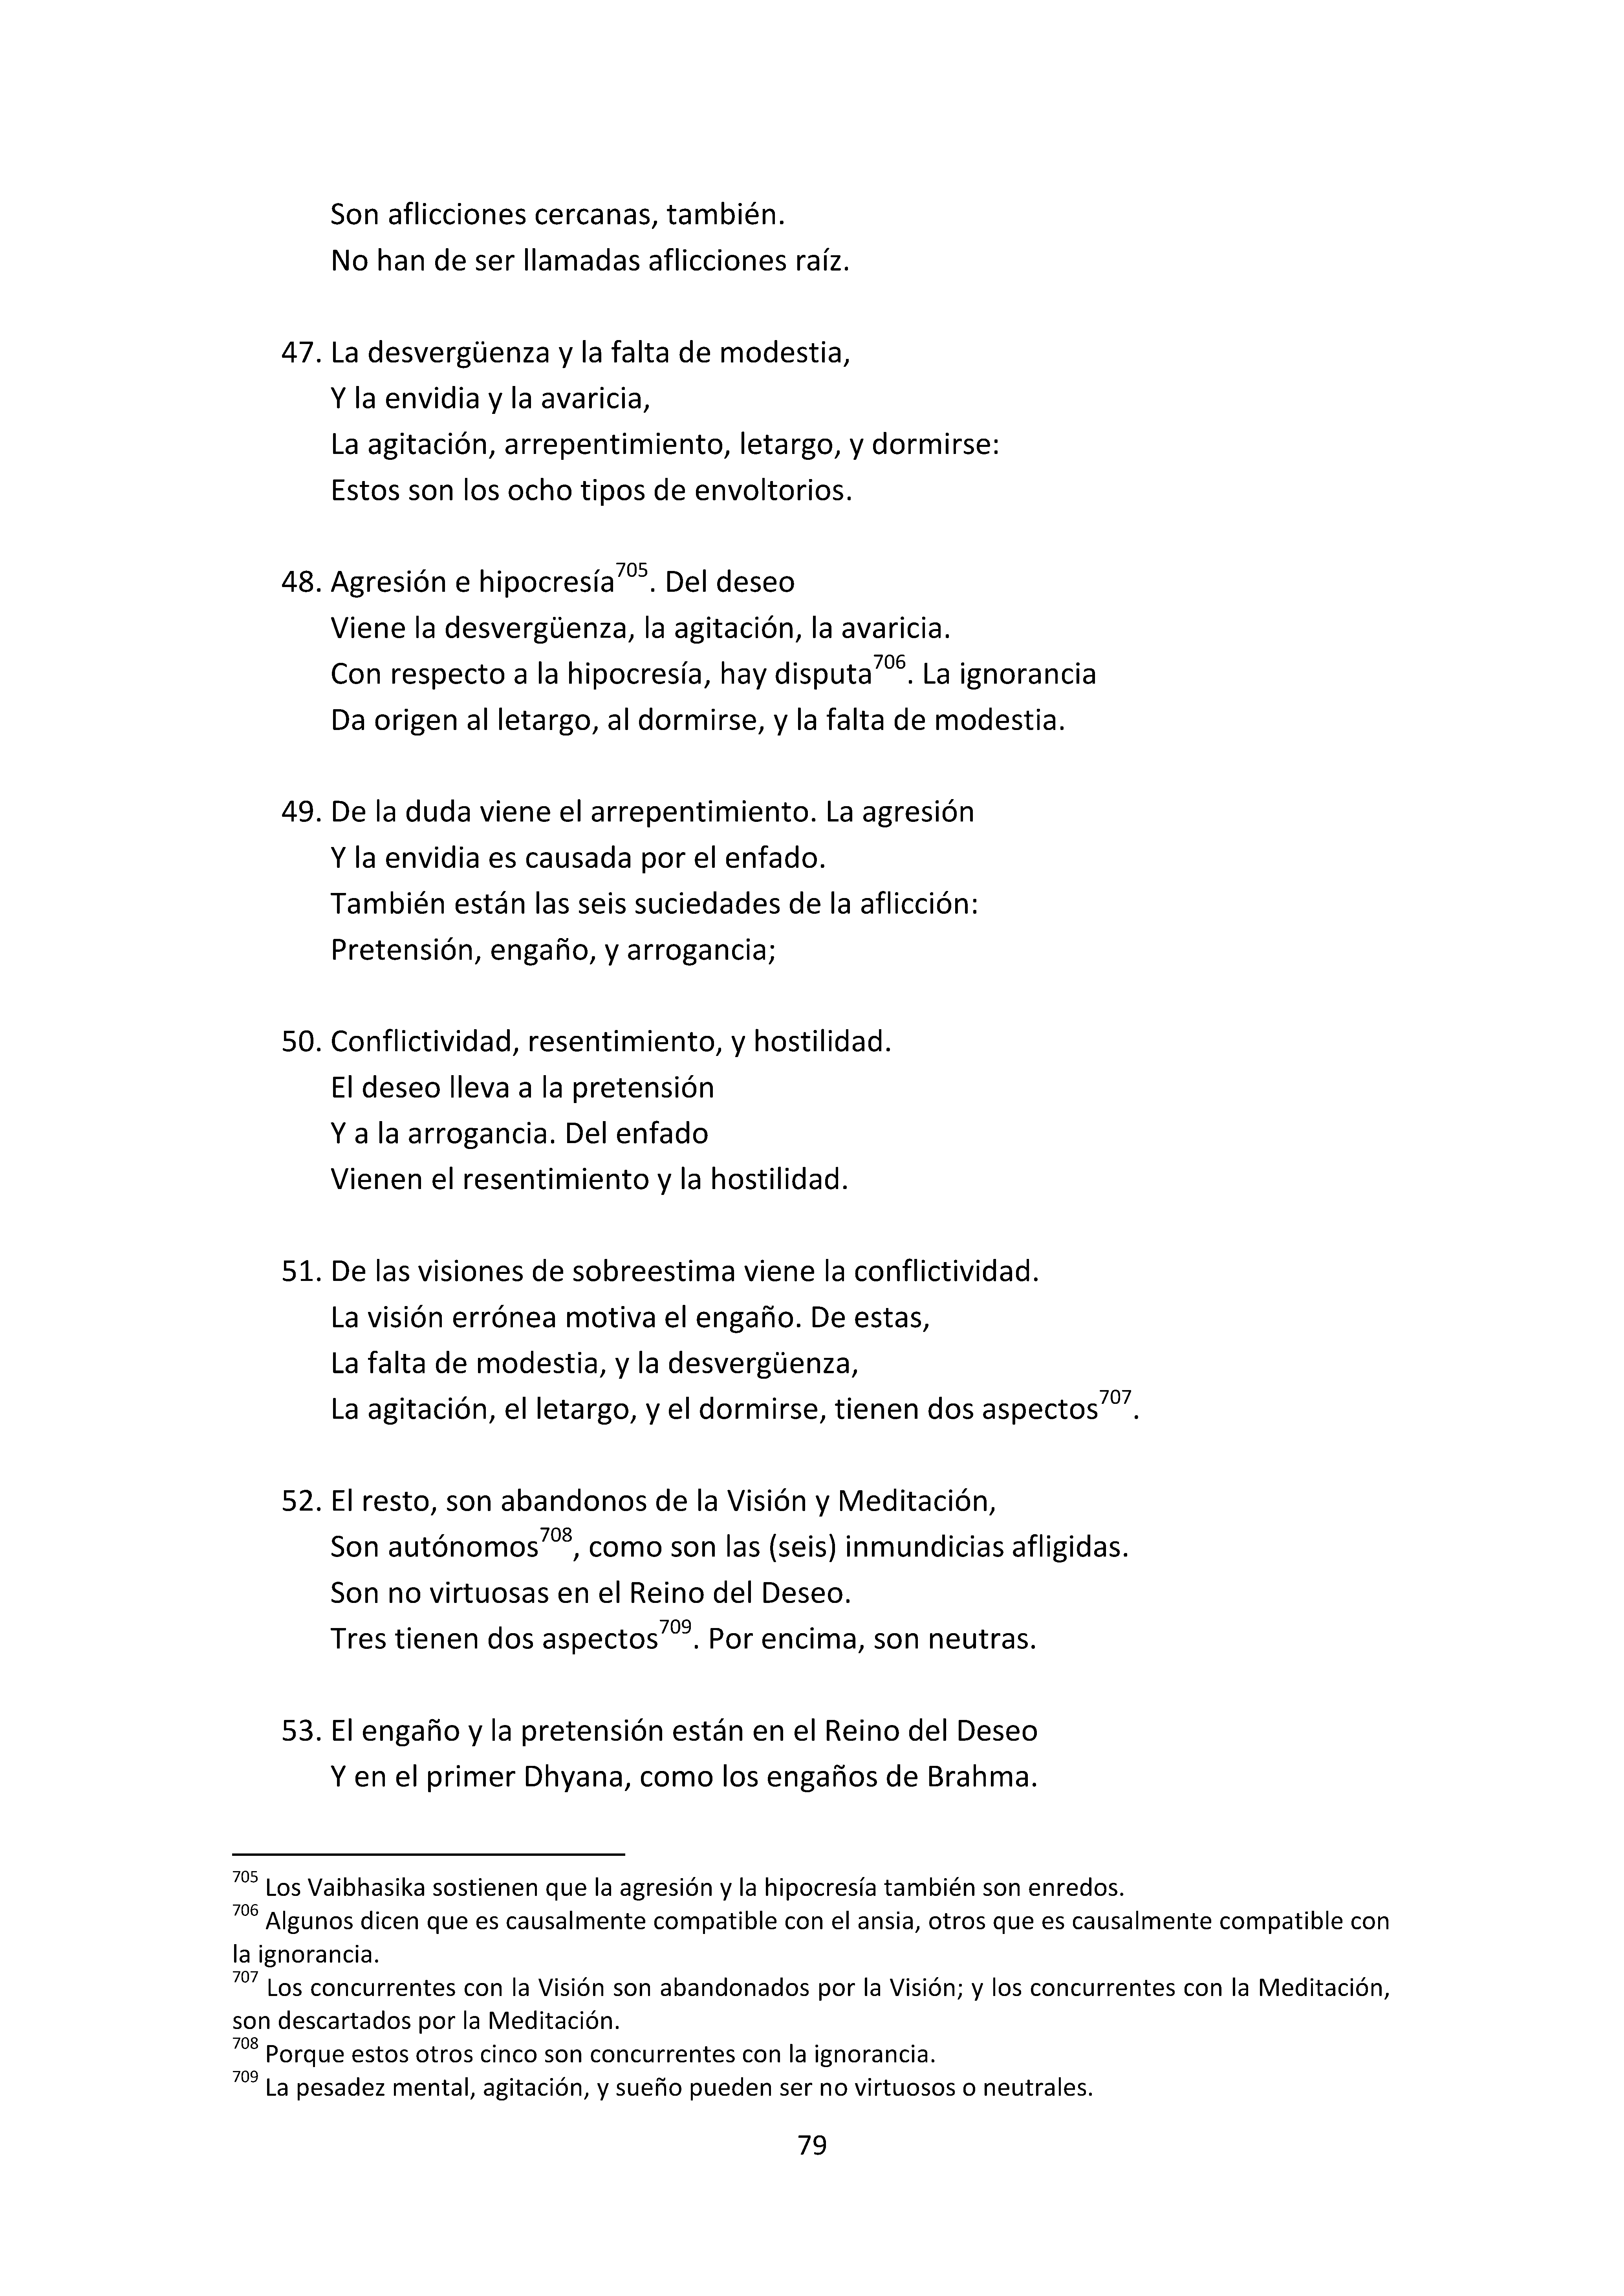 Son aflicciones cercanas, también.
No han de ser llamadas aflicciones raíz.
47. La desvergüenza y la falta de modestia,
Y la envidia y la avaricia,
La agitación, arrepentimiento, letargo, y dormirse:
Estos son los ocho tipos de envoltorios.
48. Agresión e hipocresía705. Del deseo
Viene la desvergüenza, la agitación, la avaricia.
Con respecto a la hipocresía, hay disputa706. La ignorancia
Da origen al letargo, al dormirse, y la falta de modestia.
49. De la duda viene el arrepentimiento. La agresión
Y la envidia es causada por el enfado.
También están las seis suciedades de la aflicción:
Pretensión, engaño, y arrogancia;
50. Conflictividad, resentimiento, y hostilidad.
El deseo lleva a la pretensión
Y a la arrogancia. Del enfado
Vienen el resentimiento y la hostilidad.
51. De las visiones de sobreestima viene la conflictividad.
La visión errónea motiva el engaño. De estas,
La falta de modestia, y la desvergüenza,
La agitación, el letargo, y el dormirse, tienen dos aspectos707.
52. El resto, son abandonos de la Visión y Meditación,
Son autónomos708, como son las (seis) inmundicias afligidas.
Son no virtuosas en el Reino del Deseo.
Tres tienen dos aspectos709. Por encima, son neutras.
53. El engaño y la pretensión están en el Reino del Deseo
Y en el primer Dhyana, como los engaños de Brahma.
705 Los Vaibhasika sostienen que la agresión y la hipocresía también son enredos.
706 Algunos dicen que es causalmente compatible con el ansia, otros que es causalmente compatible con
la ignorancia.
707 Los concurrentes con la Visión son abandonados por la Visión; y los concurrentes con la Meditación,
son descartados por la Meditación.
708 Porque estos otros cinco son concurrentes con la ignorancia.
709 La pesadez mental, agitación, y sueño pueden ser no virtuosos o neutrales.
79